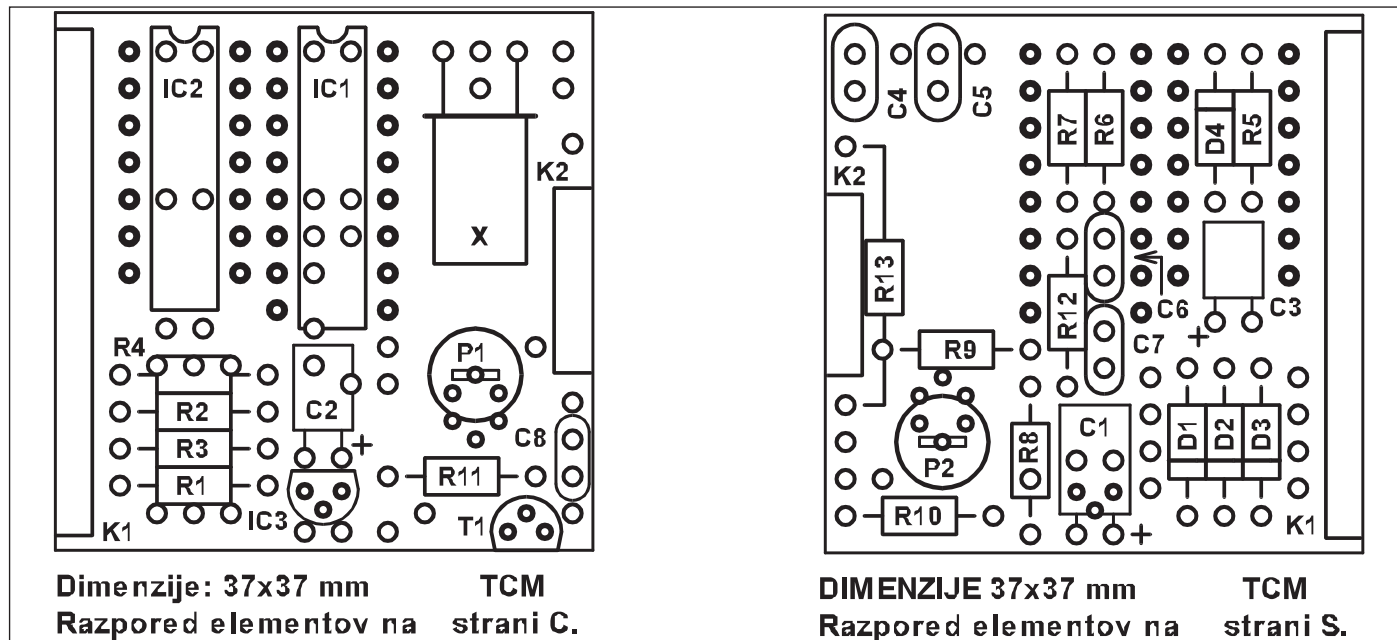 IC2
IC1
K2
X
R4
P1
R2
C2
+
C8
R3
R11
R1
IC3
T1
K1
Dimenzije: 37x37 mm TCM
Razpored elementov na strani C.
C4
C5
R7
R6
D4
R5
K2
R13
R12
C6
C3
+
R9
C7
P2
R8
C1
D1
D2
D3
R10
+
K1
DIMENZIJE 37x37 mm TCM
Razpored elementov na strani S.